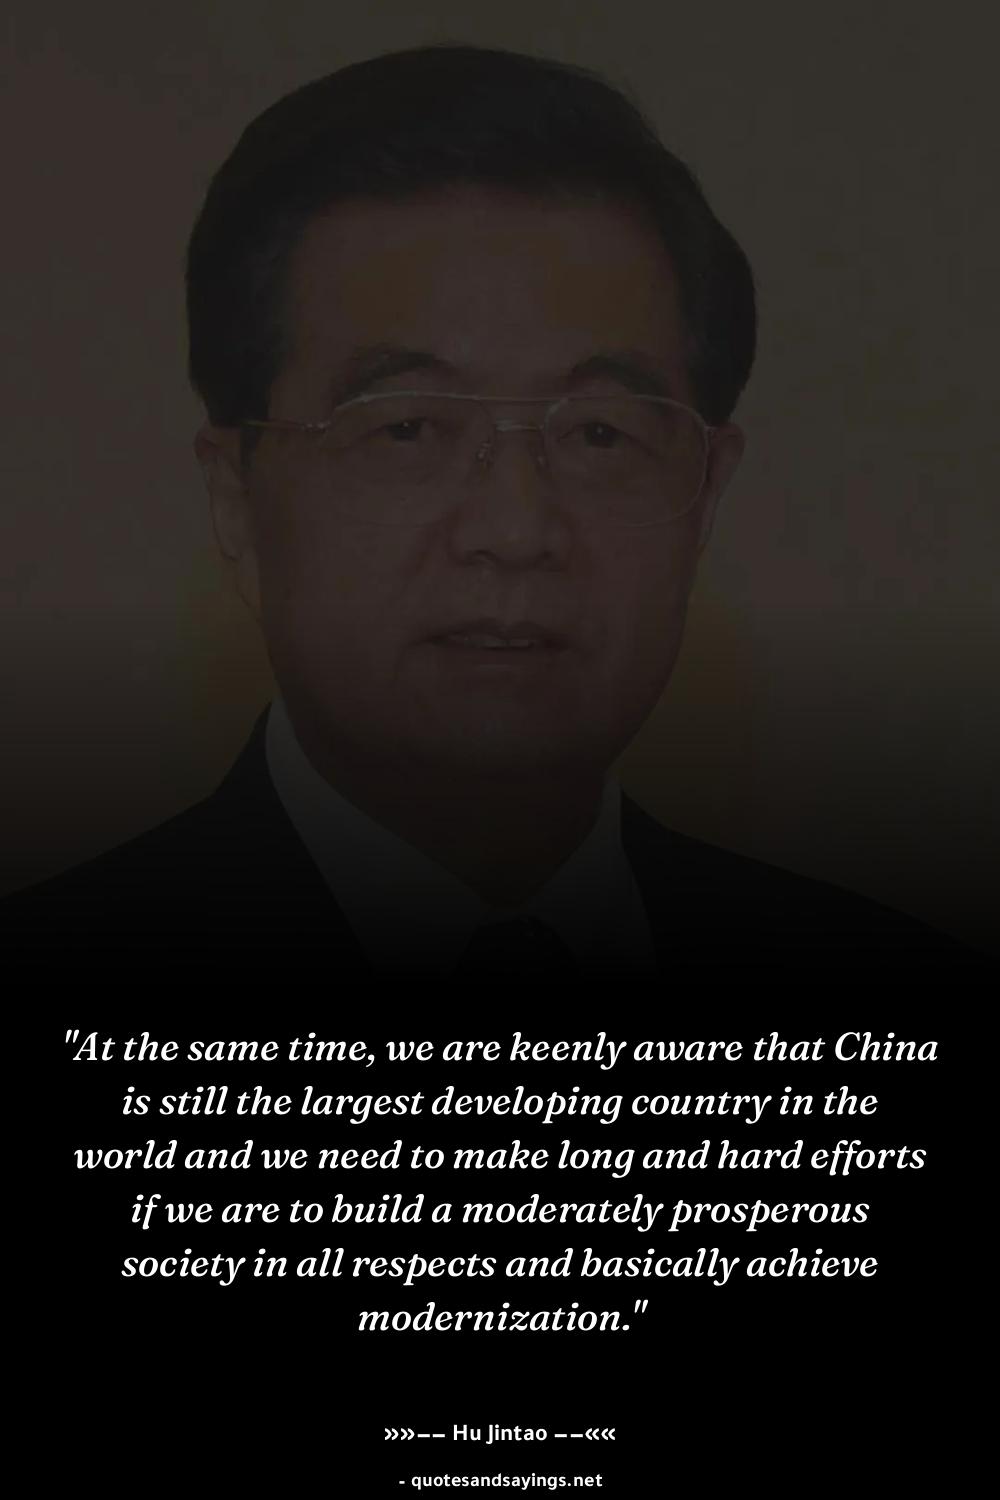 "At the same time, we are keenly aware that China
is still the largest developing country in the
world and we need to make long and hard efforts
if we are to build a moderately prosperous
society in all respects and basically achieve
modernization."
»»–– Hu Jintao ––««
- quotesandsayings.net